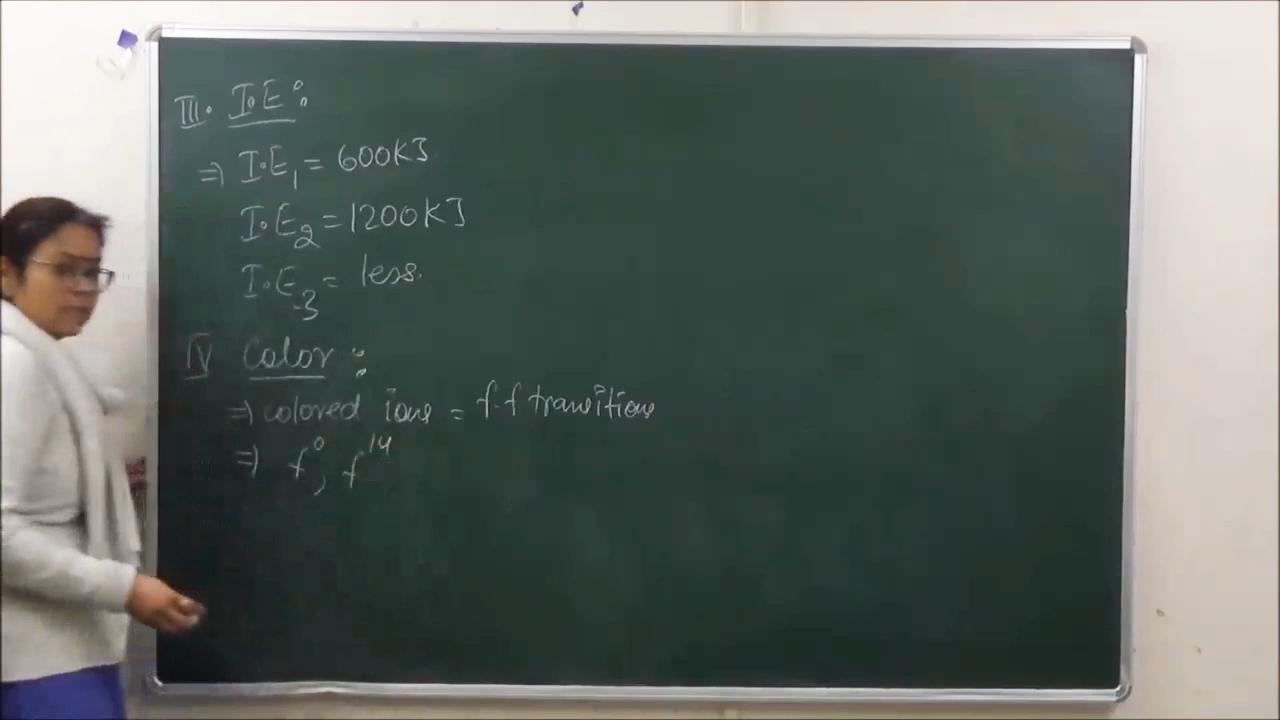 III. I.E:
⇒ I.E₁ = 600KJ
I.E₂ = 1200KJ
I.E₃ = less.
IV Color:
⇒ colored ions = f-f transitions
⇒ f⁰, f¹⁴